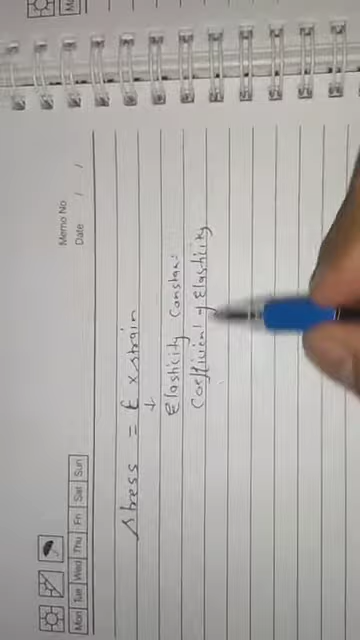 Memo No
Date / /
Mon Tue Wed Thu Fri Sat Sun
Stress = E x strain
↓
Elasticity Constant
Coefficient of Elasticity